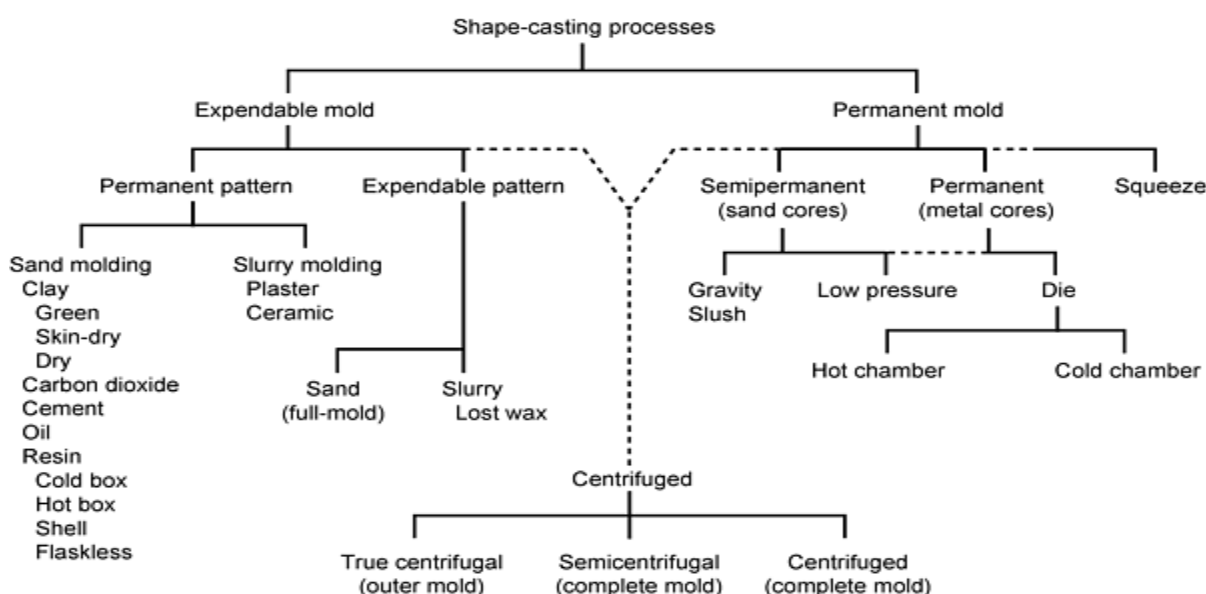 Shape-casting processes
Expendable mold
Permanent mold
Permanent pattern
Expendable pattern
Semipermanent
(sand cores)
Permanent
(metal cores)
Squeeze
Sand molding
Clay
Green
Skin-dry
Dry
Carbon dioxide
Cement
Oil
Resin
Cold box
Hot box
Shell
Flaskless
Slurry molding
Plaster
Ceramic
Sand
(full-mold)
Slurry
Lost wax
Gravity
Slush
Low pressure
Die
Hot chamber
Cold chamber
Centrifuged
True centrifugal
(outer mold)
Semicentrifugal
(complete mold)
Centrifuged
(complete mold)